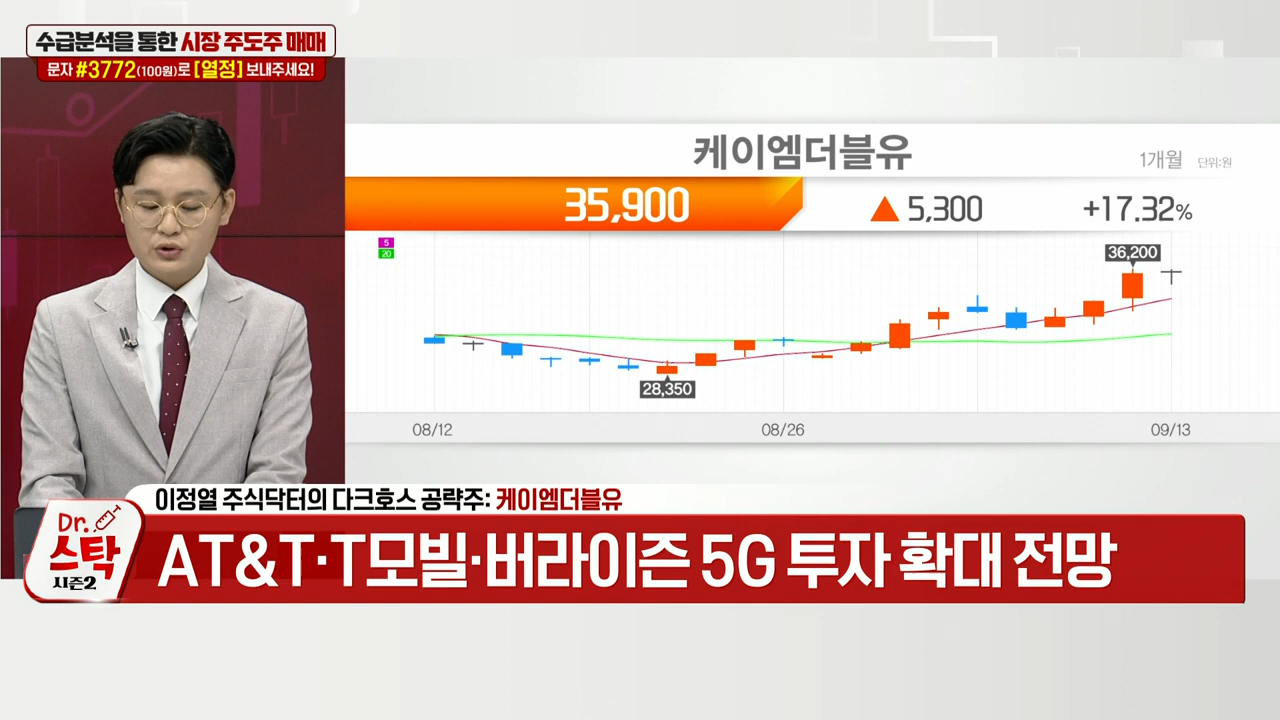 수급분석을 통한 시장 주도주 매매
문자 #3772(100원)로 [열정] 보내주세요!
케이엠더블유
1개월 단위:원
35,900 ▲ 5,300 +17.32%
5
20
36,200
28,350
08/12 08/26 09/13
이정열 주식닥터의 다크호스 공략주: 케이엠더블유
Dr.
스탁
시즌2
AT&T·T모빌·버라이즌 5G 투자 확대 전망